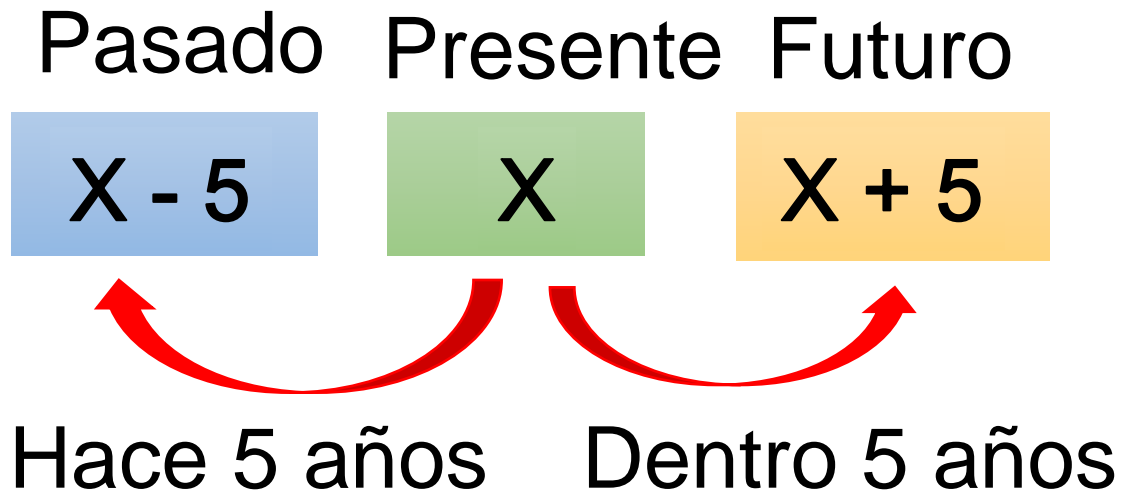 Pasado Presente Futuro
X - 5 X X + 5
Hace 5 años Dentro 5 años